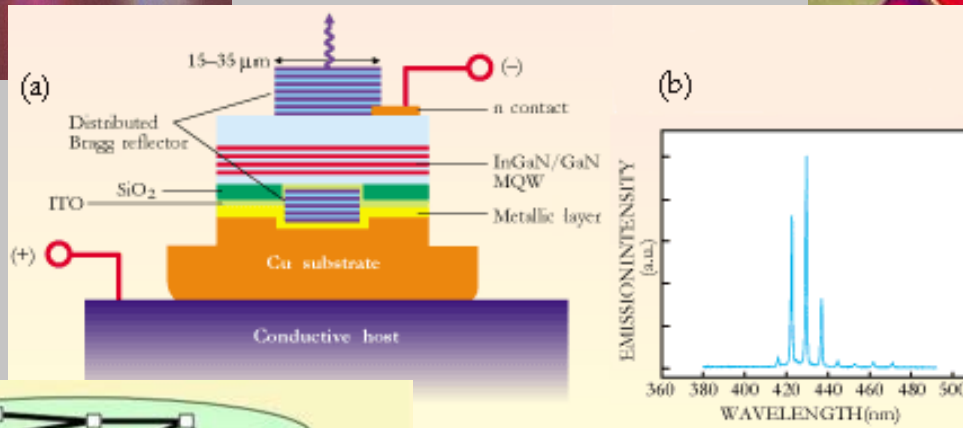 (a)
15–35 μm
(–)
n contact
Distributed
Bragg reflector
InGaN/GaN
MQW
SiO₂
ITO
Metallic layer
(+)
Cu substrate
Conductive host
(b)
EMISSION INTENSITY
(a.u.)
360 380 400 420 440 460 480 500
WAVELENGTH (nm)